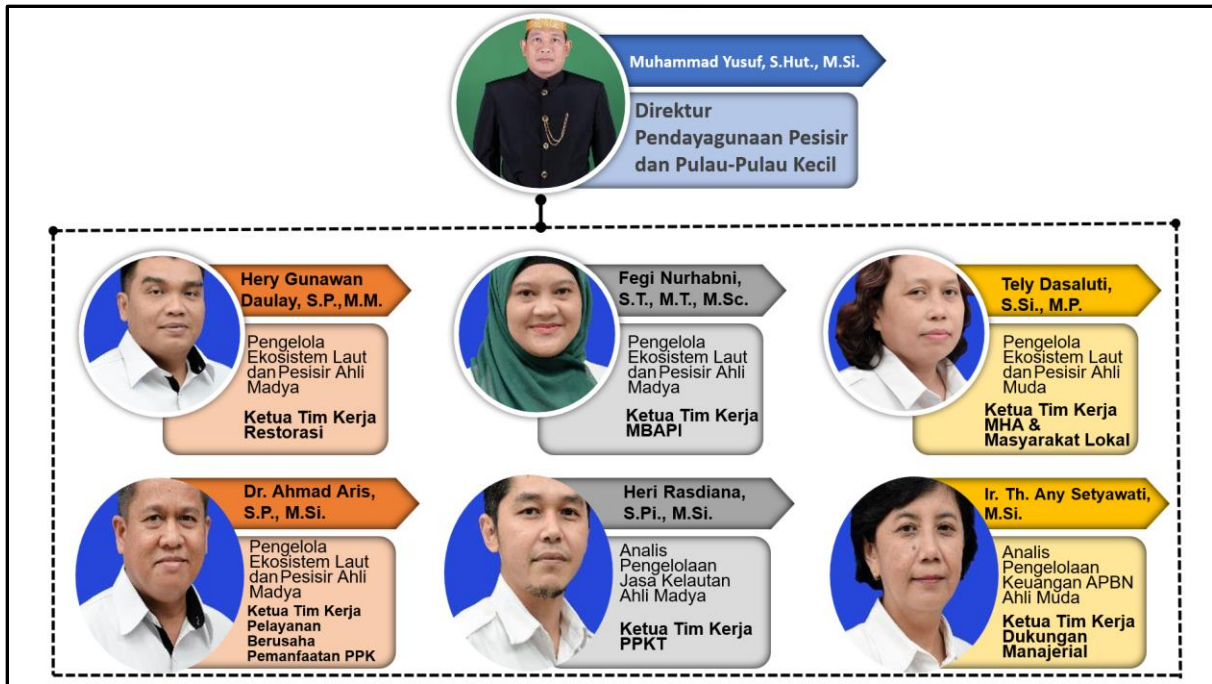 Muhammad Yusuf, S.Hut., M.Si.
Direktur
Pendayagunaan Pesisir
dan Pulau-Pulau Kecil
Hery Gunawan
Daulay, S.P.,M.M.
Pengelola
Ekosistem Laut
dan Pesisir Ahli
Madya
Ketua Tim Kerja
Restorasi
Fegi Nurhabni,
S.T., M.T., M.Sc.
Pengelola
Ekosistem Laut
dan Pesisir Ahli
Madya
Ketua Tim Kerja
MBAPI
Tely Dasaluti,
S.Si., M.P.
Pengelola
Ekosistem Laut
dan Pesisir Ahli
Muda
Ketua Tim Kerja
MHA &
Masyarakat Lokal
Dr. Ahmad Aris,
S.P., M.Si.
Pengelola
Ekosistem Laut
dan Pesisir Ahli
Madya
Ketua Tim Kerja
Pelayanan
Berusaha
Pemanfaatan PPK
Heri Rasdiana,
S.Pi., M.Si.
Analis
Pengelolaan
Jasa Kelautan
Ahli Madya
Ketua Tim Kerja
PPKT
Ir. Th. Any Setyawati,
M.Si.
Analis
Pengelolaan
Keuangan APBN
Ahli Muda
Ketua Tim Kerja
Dukungan
Manajerial